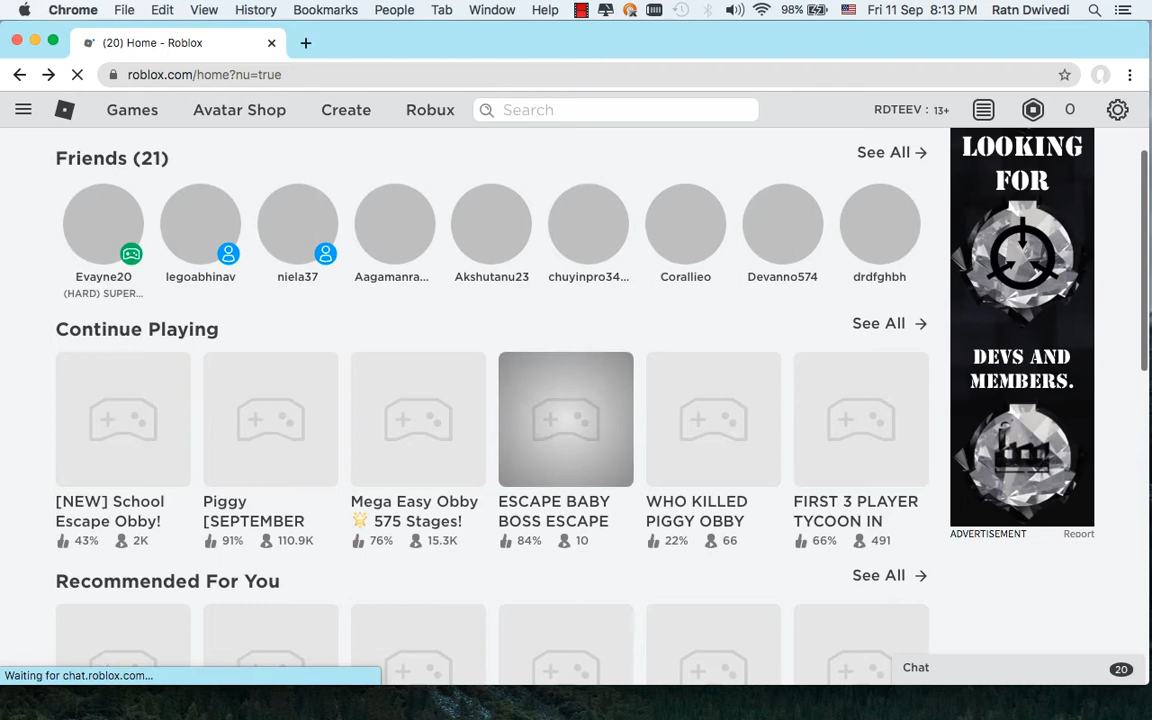 Chrome File Edit View History Bookmarks People Tab Window Help 98% Fri 11 Sep 8:13 PM Ratn Dwivedi
(20) Home - Roblox
roblox.com/home?nu=true
Games Avatar Shop Create Robux Search RDTEEV : 13+ 0
Friends (21) See All
Evayne20 legoabhinav niela37 Aagamanra... Akshutanu23 chuyinpro34... Corallieo Devanno574 drdfghbh
(HARD) SUPER...
Continue Playing See All
[NEW] School Piggy Mega Easy Obby ESCAPE BABY WHO KILLED FIRST 3 PLAYER
Escape Obby! [SEPTEMBER 🌟 575 Stages! BOSS ESCAPE PIGGY OBBY TYCOON IN
43% 2K 91% 110.9K 76% 15.3K 84% 10 22% 66 66% 491
Recommended For You See All
LOOKING
FOR
DEVS AND
MEMBERS.
ADVERTISEMENT Report
Chat 20
Waiting for chat.roblox.com...